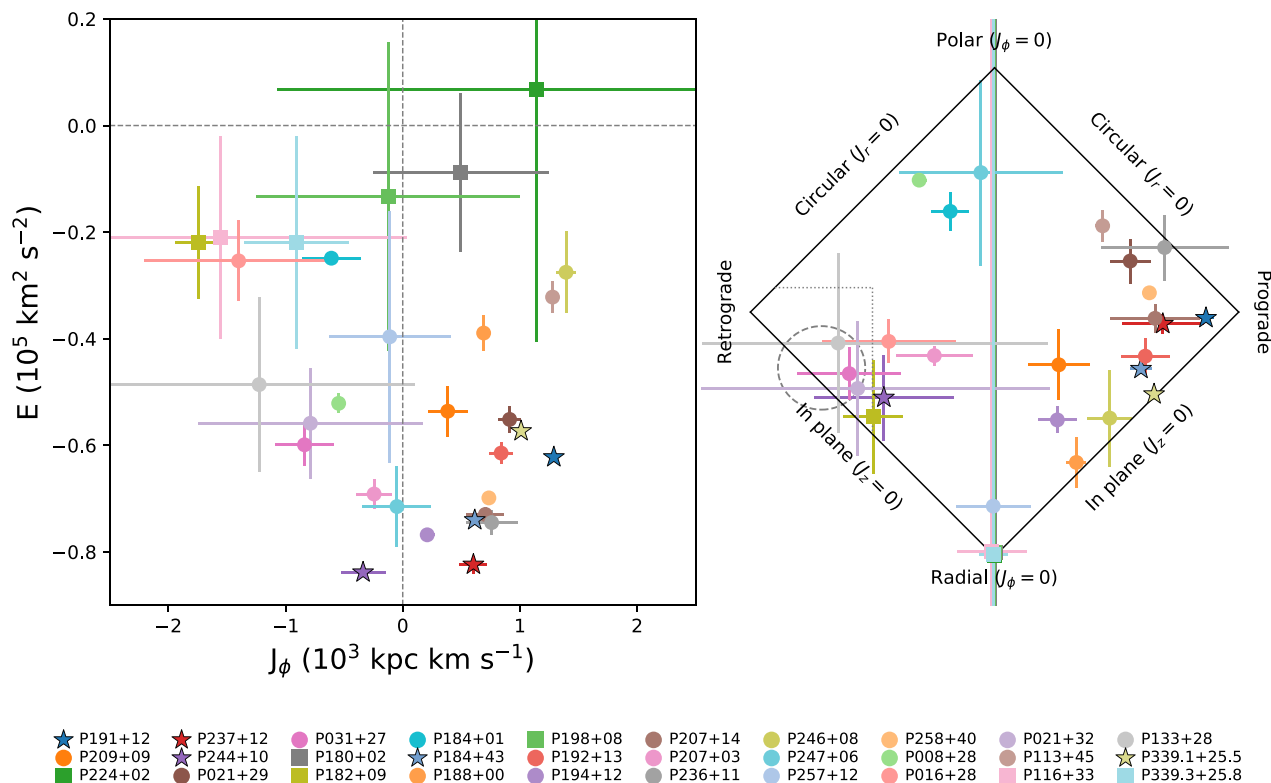 0.2
0.0
−0.2
−0.4
−0.6
−0.8
E (10⁵ km² s⁻²)
−2 −1 0 1 2
J_ϕ (10³ kpc km s⁻¹)
Polar (J_ϕ = 0)
Circular (J_r = 0)
Circular (J_r = 0)
Retrograde
Prograde
In plane (J_z = 0)
In plane (J_z = 0)
Radial (J_ϕ = 0)
P191+12 P237+12 P031+27 P184+01 P198+08 P207+14 P246+08 P258+40 P021+32 P133+28
P209+09 P244+10 P180+02 P184+43 P192+13 P207+03 P247+06 P008+28 P113+45 P339.1+25.5
P224+02 P021+29 P182+09 P188+00 P194+12 P236+11 P257+12 P016+28 P116+33 P339.3+25.8